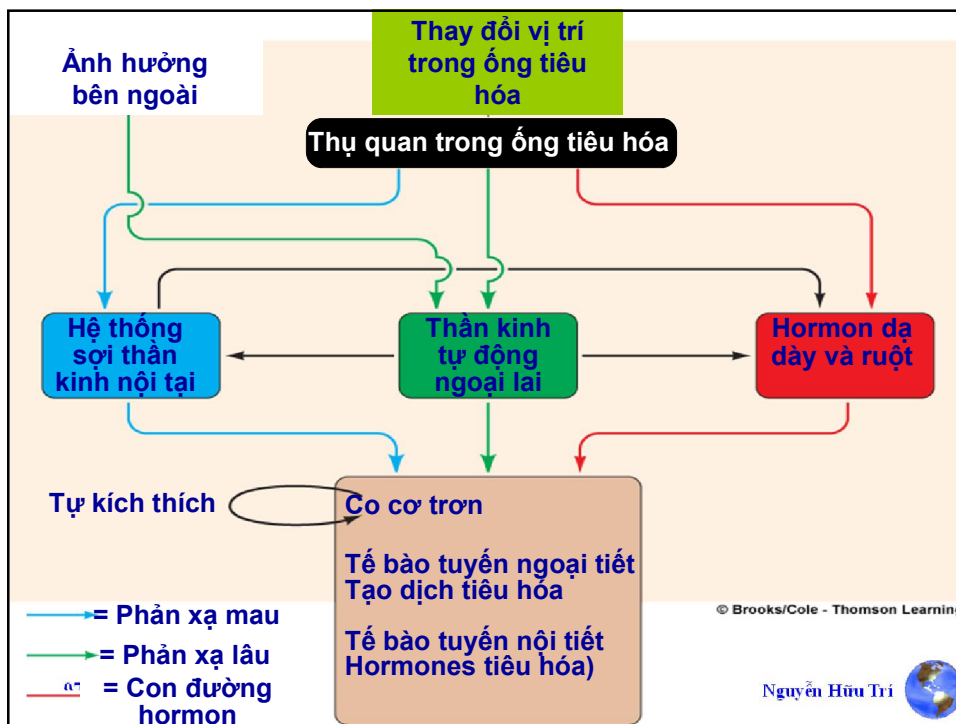 Ảnh hưởng
bên ngoài
Thay đổi vị trí
trong ống tiêu
hóa
Thụ quan trong ống tiêu hóa
Hệ thống
sợi thần
kinh nội tại
Thần kinh
tự động
ngoại lai
Hormon dạ
dày và ruột
Tự kích thích
Co cơ trơn
Tế bào tuyến ngoại tiết
Tạo dịch tiêu hóa
Tế bào tuyến nội tiết
Hormones tiêu hóa)
= Phản xạ mau
= Phản xạ lâu
= Con đường
hormon
© Brooks/Cole - Thomson Learning
Nguyễn Hữu Trí